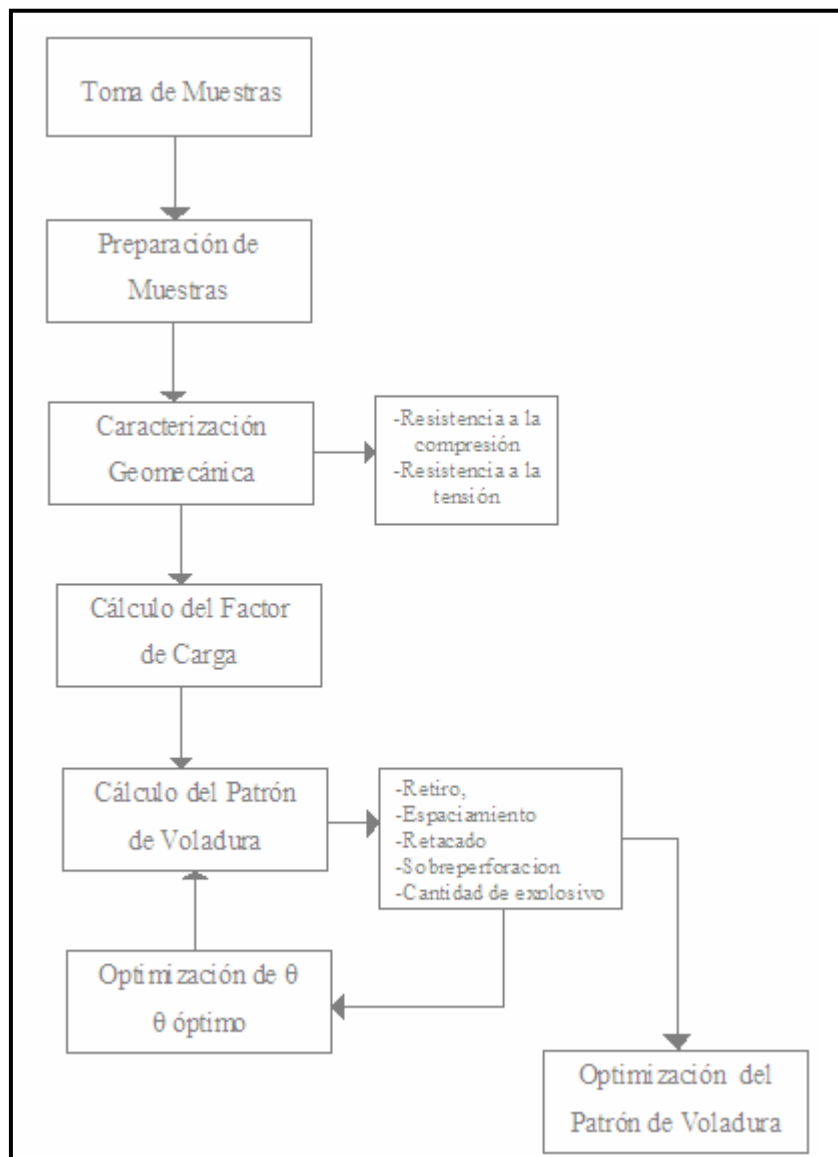 Toma de Muestras
Preparación de
Muestras
Caracterización
Geomecánica
-Resistencia a la
compresión
-Resistencia a la
tensión
Cálculo del Factor
de Carga
Cálculo del Patrón
de Voladura
-Retiro,
-Espaciamiento
-Retacado
-Sobreperforacion
-Cantidad de explosivo
Optimización de θ
θ óptimo
Optimización del
Patrón de Voladura